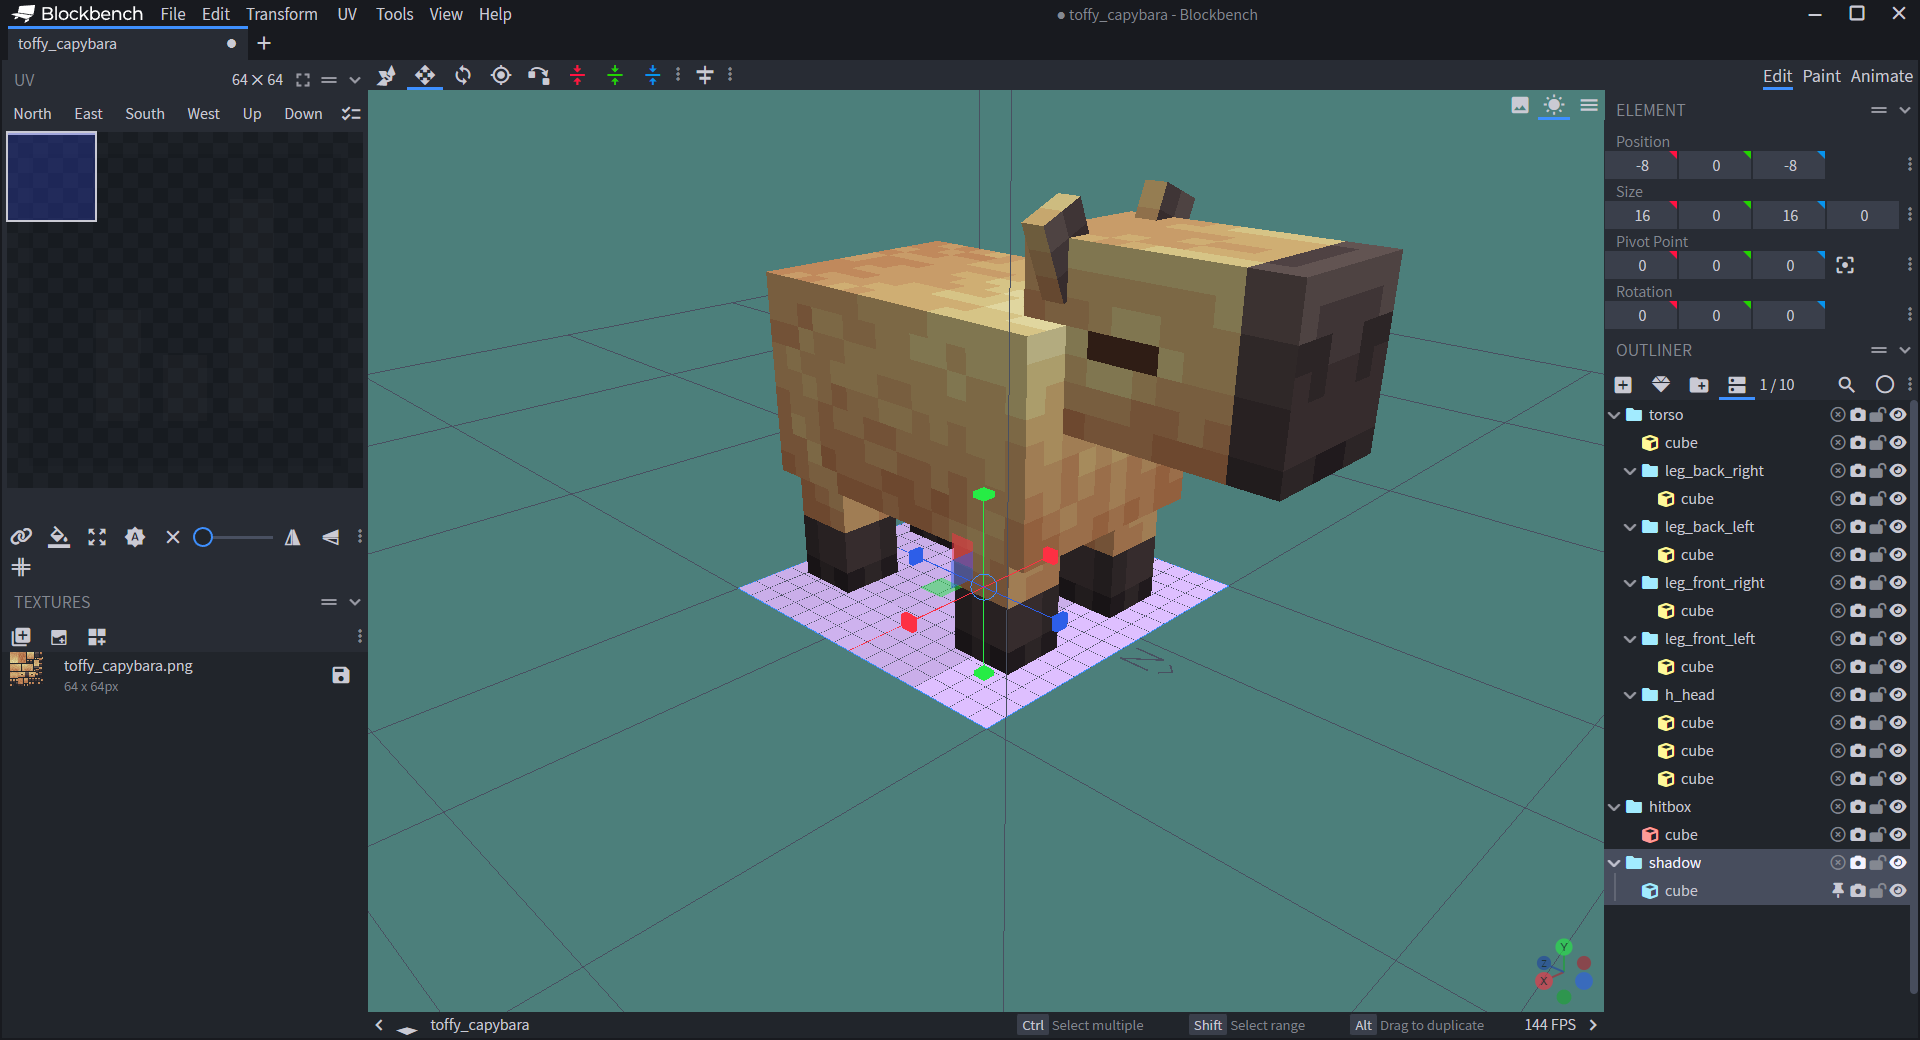 Blockbench File Edit Transform UV Tools View Help
toffy_capybara - Blockbench
toffy_capybara
UV 64×64
North East South West Up Down
TEXTURES
toffy_capybara.png
64 x 64px
Edit Paint Animate
ELEMENT
Position
-8 0 -8
Size
16 0 16 0
Pivot Point
0 0 0
Rotation
0 0 0
OUTLINER
1 / 10
torso
cube
leg_back_right
cube
leg_back_left
cube
leg_front_right
cube
leg_front_left
cube
h_head
cube
cube
cube
hitbox
cube
shadow
cube
Y
Z
X
toffy_capybara
Ctrl Select multiple Shift Select range Alt Drag to duplicate 144 FPS